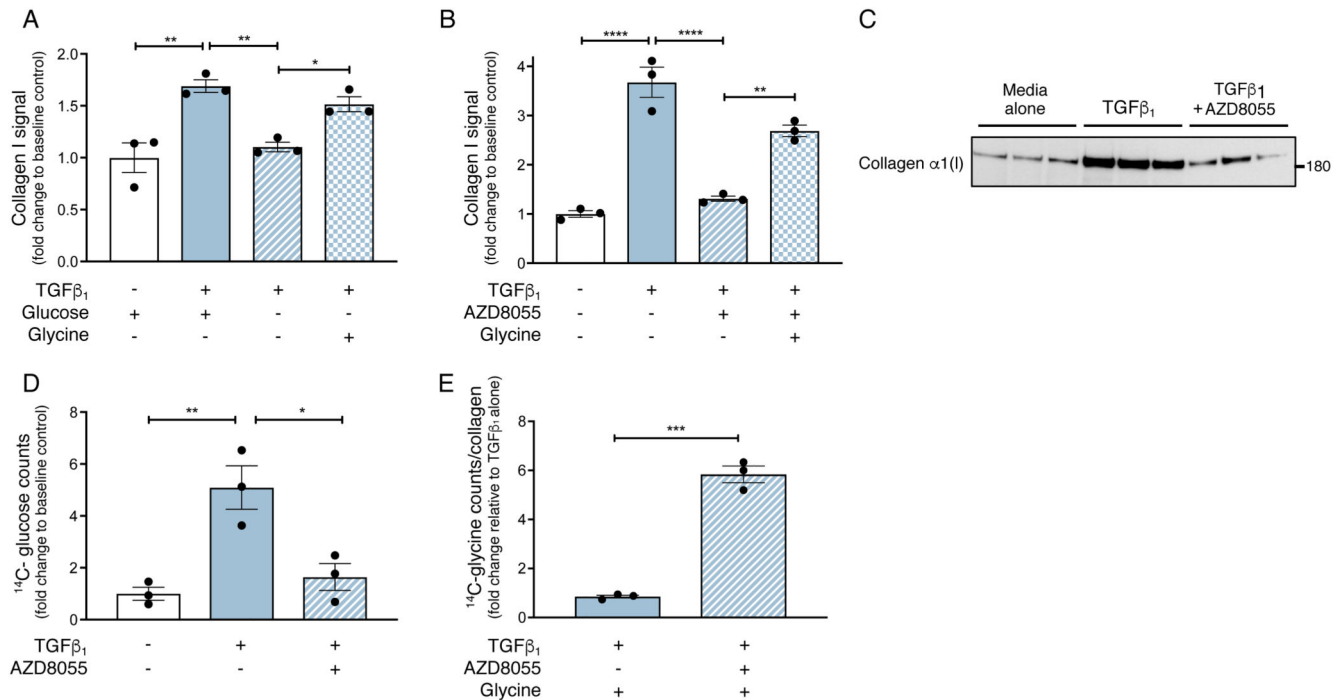 A
Collagen I signal
(fold change to baseline control)
2.0
1.5
1.0
0.5
0.0
** ** *
TGFβ₁ - + + +
Glucose + + - -
Glycine - - - +
B
Collagen I signal
(fold change to baseline control)
4
2
1
0
**** **** **
TGFβ₁ - + + +
AZD8055 - - + +
Glycine - - - +
C
Media
alone
TGFβ₁
TGFβ1
+AZD8055
Collagen α1(I)
180
D
¹⁴C- glucose counts
(fold change to baseline control)
8
6
4
2
0
** *
TGFβ₁ - + +
AZD8055 - - +
E
¹⁴C-glycine counts/collagen
(fold change relative to TGFβ₁ alone)
8
6
4
2
0
***
TGFβ₁ + +
AZD8055 - +
Glycine + +